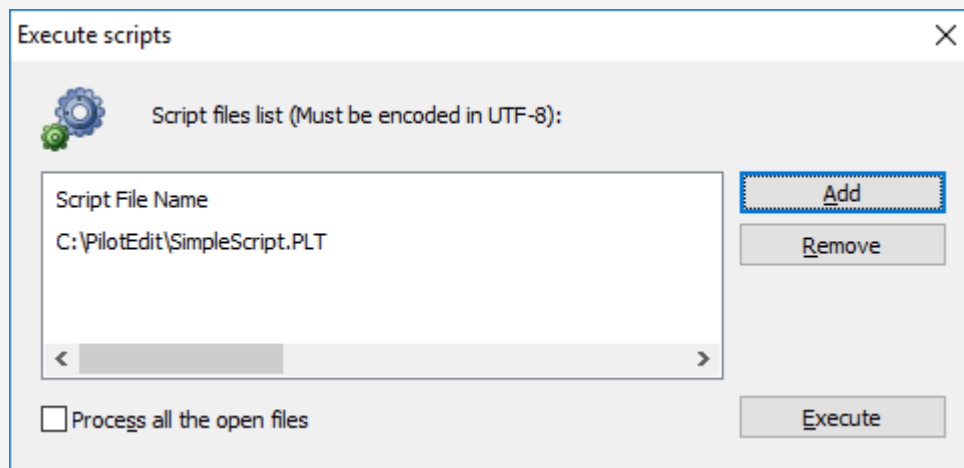 Execute scripts
Script files list (Must be encoded in UTF-8):
Script File Name
C:\PilotEdit\SimpleScript.PLT
Add
Remove
Process all the open files
Execute